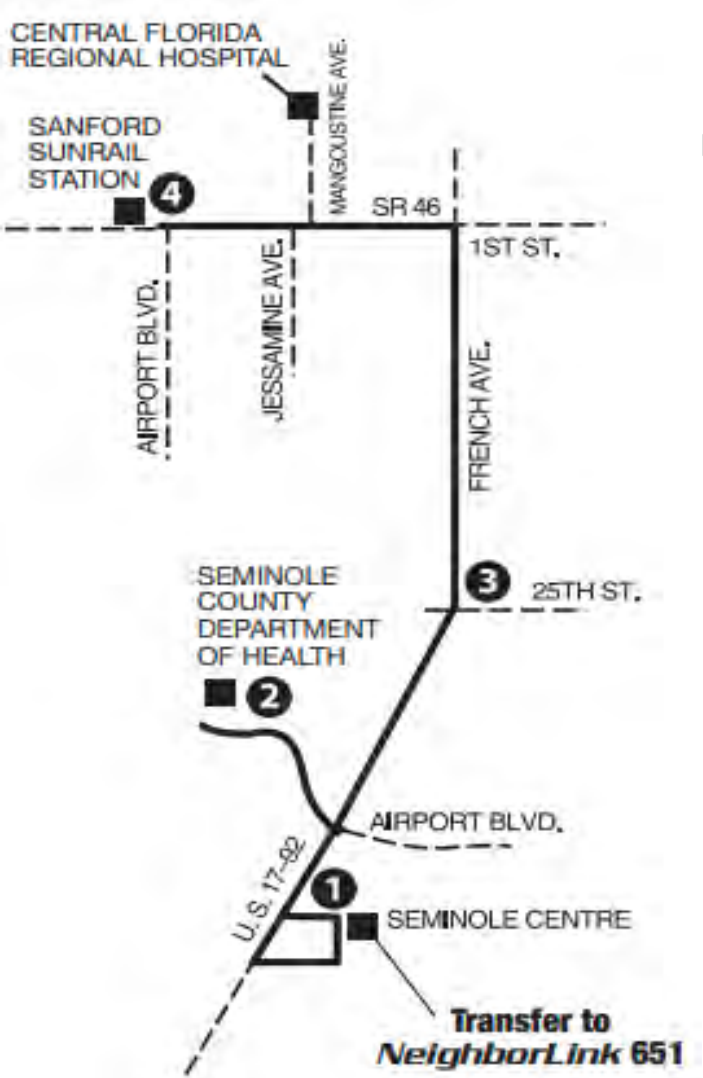 CENTRAL FLORIDA
REGIONAL HOSPITAL
MANGOUSTINE AVE.
SANFORD
SUNRAIL
STATION
4
SR 46
1ST ST.
AIRPORT BLVD.
JESSAMINE AVE.
FRENCH AVE.
3
25TH ST.
SEMINOLE
COUNTY
DEPARTMENT
OF HEALTH
2
AIRPORT BLVD.
U.S. 17-92
1
SEMINOLE CENTRE
Transfer to
NeighborLink 651